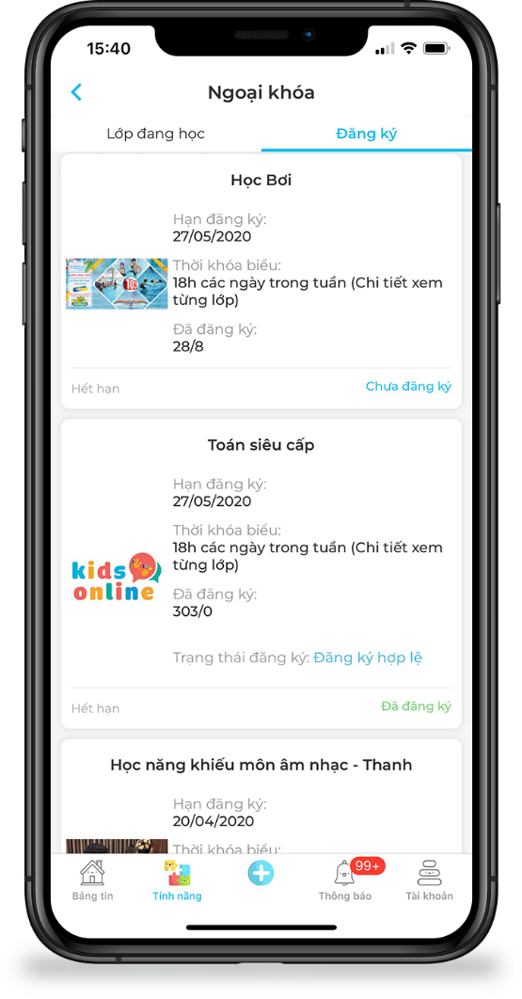 15:40
Ngoại khóa
Lớp đang học
Đăng ký
Học Bơi
Hạn đăng ký:
27/05/2020
Thời khóa biểu:
18h các ngày trong tuần (Chi tiết xem
từng lớp)
Đã đăng ký:
28/8
Hết hạn
Chưa đăng ký
Toán siêu cấp
Hạn đăng ký:
27/05/2020
Thời khóa biểu:
18h các ngày trong tuần (Chi tiết xem
từng lớp)
kids
online
Đã đăng ký:
303/0
Trạng thái đăng ký: Đăng ký hợp lệ
Hết hạn
Đã đăng ký
Học năng khiếu môn âm nhạc - Thanh
Hạn đăng ký:
20/04/2020
Thời khóa biểu:
99+
Bảng tin
Tính năng
Thông báo
Tài khoản